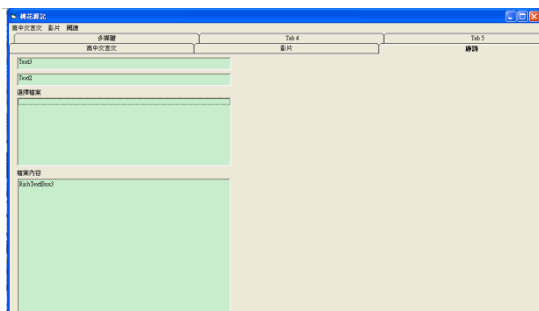 桃花源記
高中文言文 影片 閱讀
多媒體 Tab 4 Tab 5
高中文言文 影片
Text3
Text2
選擇檔案
檔案內容
RichTextBox3